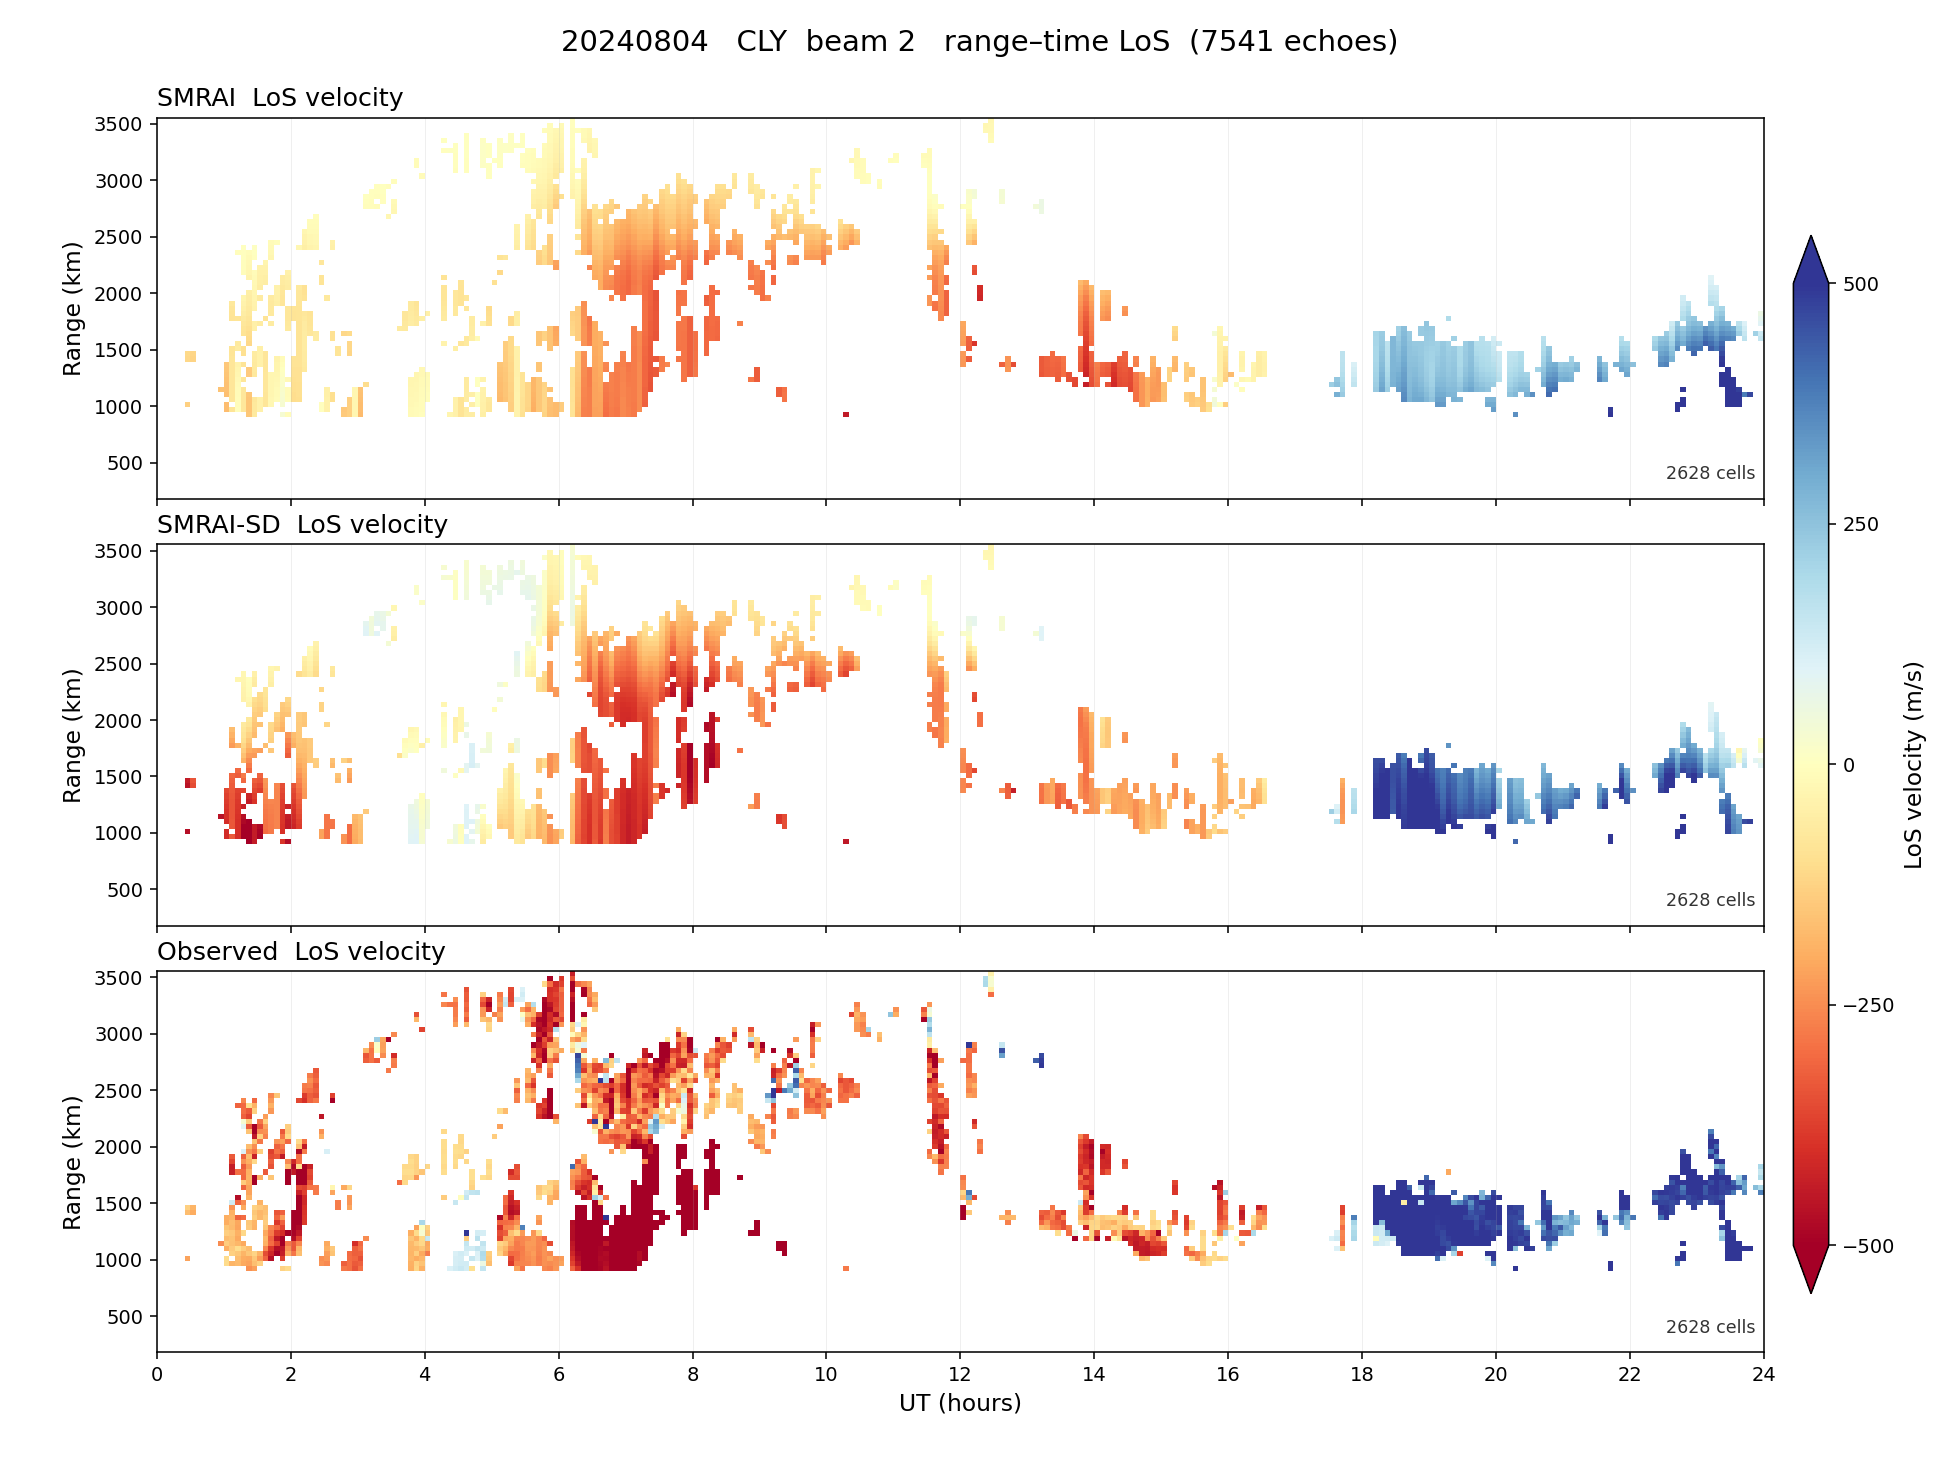 20240804   CLY  beam 2   range–time LoS  (7541 echoes)
SMRAI  LoS velocity
3500
3000
2500
2000
1500
1000
500
Range (km)
2628 cells
SMRAI-SD  LoS velocity
3500
3000
2500
2000
1500
1000
500
Range (km)
2628 cells
Observed  LoS velocity
3500
3000
2500
2000
1500
1000
500
Range (km)
2628 cells
0 2 4 6 8 10 12 14 16 18 20 22 24
UT (hours)
500
250
0
−250
−500
LoS velocity (m/s)